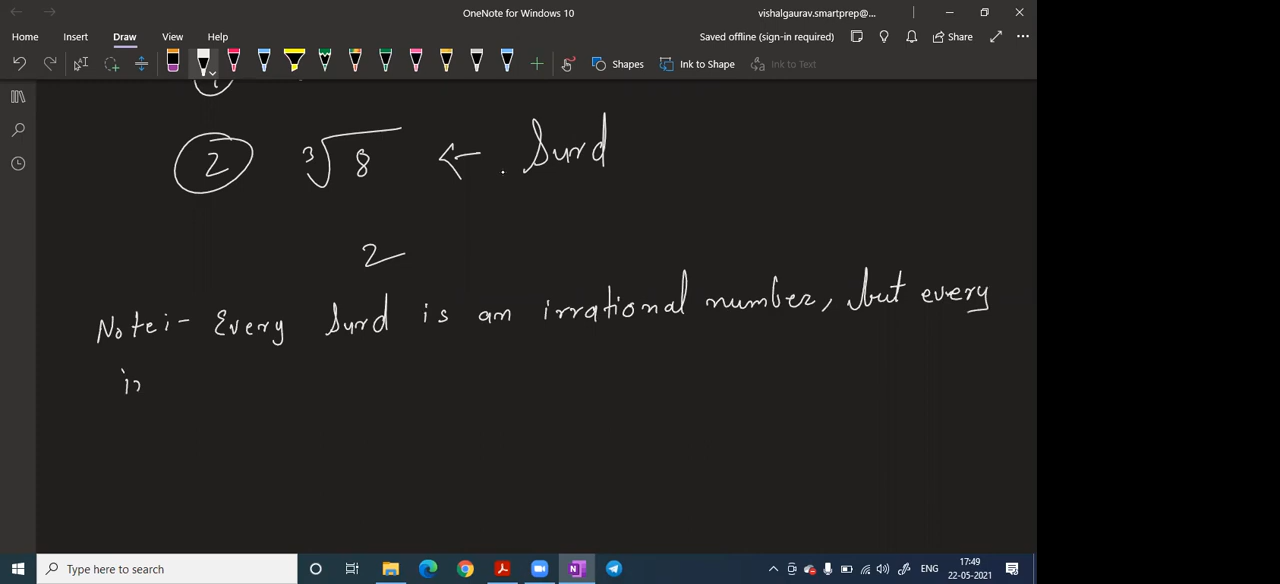 OneNote for Windows 10
vishalgaurav.smartprep@...
Home Insert Draw View Help
Saved offline (sign-in required) Share
Shapes Ink to Shape Ink to Text
1
2 ³√8 ← . Surd
2
Note:- Every Surd is an irrational number, but every
Type here to search
ENG
17:49
22-05-2021